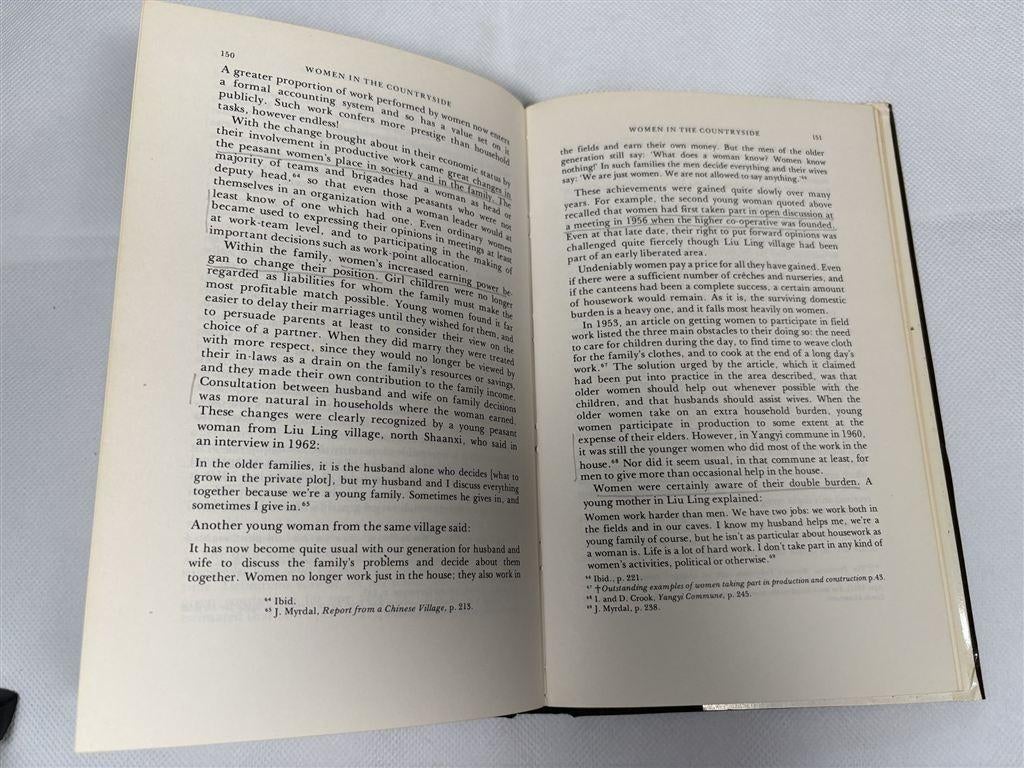 150
WOMEN IN THE COUNTRYSIDE
A greater proportion of work performed by women now enters
a formal accounting system and so has a value set on it
publicly. Such work confers more prestige than household
tasks, however endless!
With the change brought about in their economic status by
their involvement in productive work came great changes in
the peasant women's place in society and in the family. The
majority of teams and brigades had a woman as head or
deputy head,⁶⁴ so that even those peasants who were not
themselves in an organization with a woman leader would at
least know of one which had one. Even ordinary women
became used to expressing their opinions in meetings at least
at work-team level, and to participating in the making of
important decisions such as work-point allocation.
Within the family, women's increased earning power be-
gan to change their position. Girl children were no longer
regarded as liabilities for whom the family must make the
most profitable match possible. Young women found it far
easier to delay their marriages until they wished for them, and
to persuade parents at least to consider their view on the
choice of a partner. When they did marry they were treated
with more respect, since they would no longer be viewed by
their in-laws as a drain on the family's resources or savings,
and they made their own contribution to the family income.
Consultation between husband and wife on family decisions
was more natural in households where the woman earned.
These changes were clearly recognized by a young peasant
woman from Liu Ling village, north Shaanxi, who said in
an interview in 1962:
In the older families, it is the husband alone who decides [what to
grow in the private plot], but my husband and I discuss everything
together because we're a young family. Sometimes he gives in, and
sometimes I give in.⁶⁵
Another young woman from the same village said:
It has now become quite usual with our generation for husband and
wife to discuss the family's problems and decide about them
together. Women no longer work just in the house; they also work in
⁶⁴ Ibid.
⁶⁵ J. Myrdal, Report from a Chinese Village, p. 213.
WOMEN IN THE COUNTRYSIDE
151
the fields and earn their own money. But the men of the older
generation still say: 'What does a woman know? Women know
nothing!' In such families the men decide everything and their wives
say: 'We are just women. We are not allowed to say anything.'⁶⁶
These achievements were gained quite slowly over many
years. For example, the second young woman quoted above
recalled that women had first taken part in open discussion at
a meeting in 1956 when the higher co-operative was founded.
Even at that late date, their right to put forward opinions was
challenged quite fiercely though Liu Ling village had been
part of an early liberated area.
Undeniably women pay a price for all they have gained. Even
if there were a sufficient number of crèches and nurseries, and
if the canteens had been a complete success, a certain amount
of housework would remain. As it is, the surviving domestic
burden is a heavy one, and it falls most heavily on women.
In 1953, an article on getting women to participate in field
work listed the three main obstacles to their doing so: the need
to care for children during the day, to find time to weave cloth
for the family's clothes, and to cook at the end of a long day's
work.⁶⁷ The solution urged by the article, which it claimed
had been put into practice in the area described, was that
older women should help out whenever possible with the
children, and that husbands should assist wives. When the
older women take on an extra household burden, young
women participate in production to some extent at the
expense of their elders. However, in Yangyi commune in 1960,
it was still the younger women who did most of the work in the
house.⁶⁸ Nor did it seem usual, in that commune at least, for
men to give more than occasional help in the house.
Women were certainly aware of their double burden. A
young mother in Liu Ling explained:
Women work harder than men. We have two jobs: we work both in
the fields and in our caves. I know my husband helps me, we're a
young family of course, but he isn't as particular about housework as
a woman is. Life is a lot of hard work. I don't take part in any kind of
women's activities, political or otherwise.⁶⁹
⁶⁶ Ibid., p. 221.
⁶⁷ †Outstanding examples of women taking part in production and construction p.43.
⁶⁸ I. and D. Crook, Yangyi Commune, p. 245.
⁶⁹ J. Myrdal, p. 238.